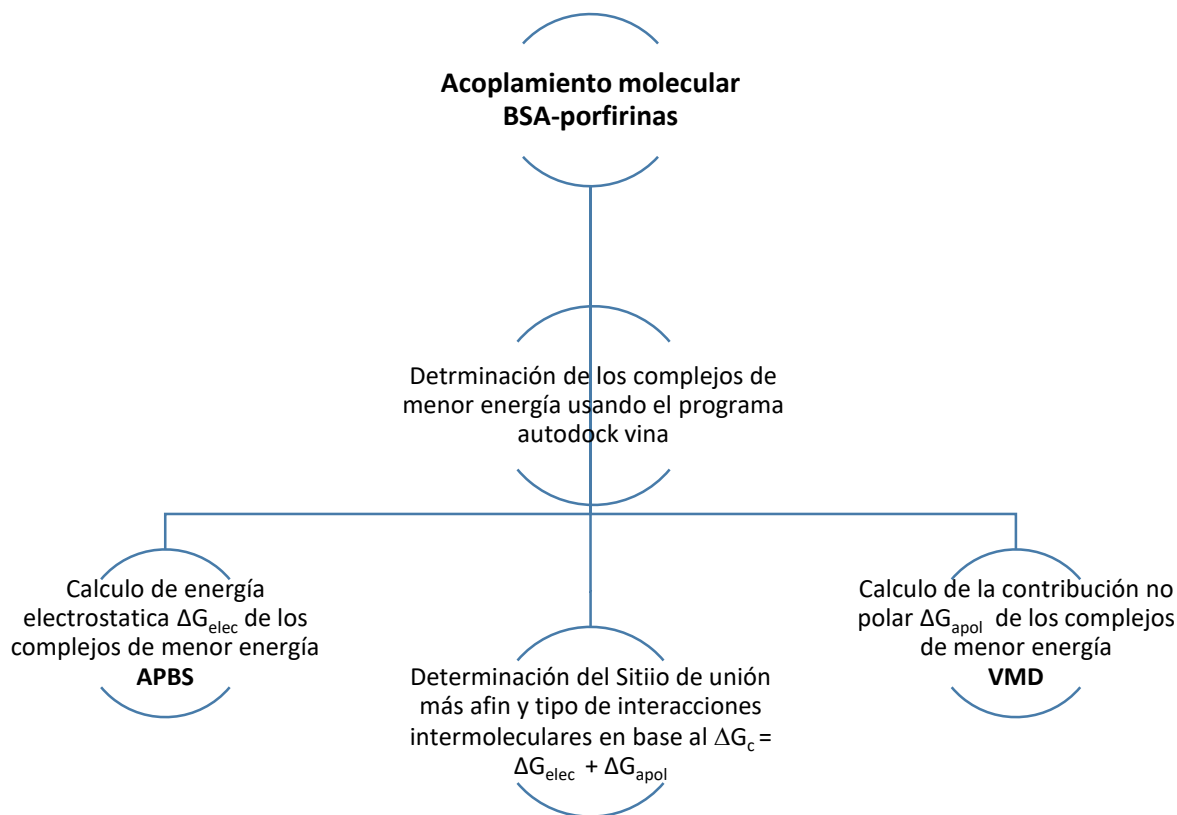 Acoplamiento molecular
BSA-porfirinas
Detrminación de los complejos de
menor energía usando el programa
autodock vina
Calculo de energía
electrostatica ΔGelec de los
complejos de menor energía
APBS
Determinación del Sitiio de unión
más afin y tipo de interacciones
intermoleculares en base al ΔGc =
ΔGelec + ΔGapol
Calculo de la contribución no
polar ΔGapol de los complejos
de menor energía
VMD